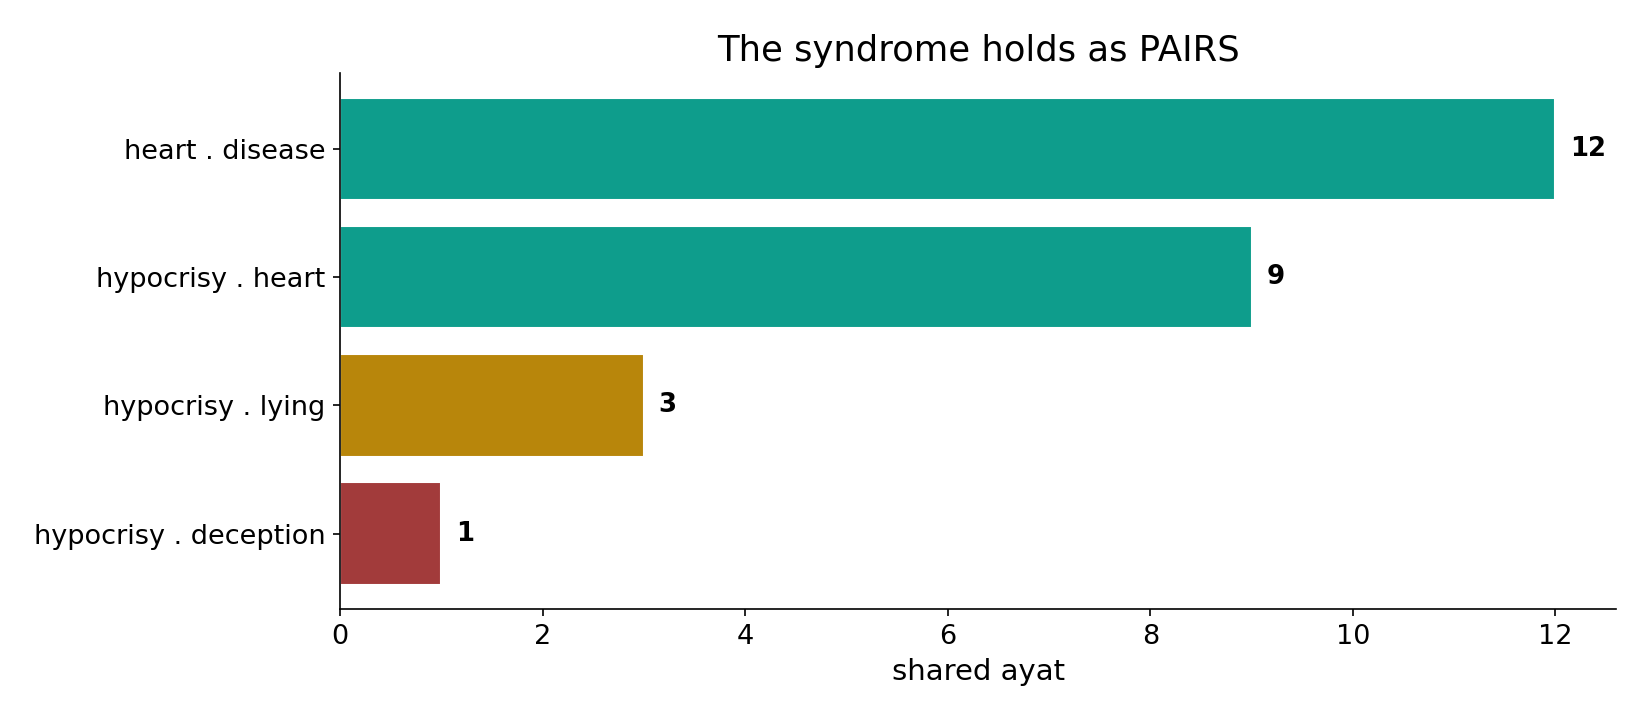 The syndrome holds as PAIRS
heart . disease
12
hypocrisy . heart
9
hypocrisy . lying
3
hypocrisy . deception
1
0 2 4 6 8 10 12
shared ayat